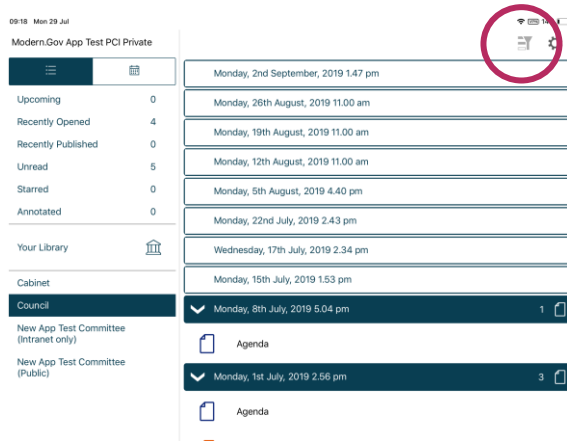 09:18 Mon 29 Jul
Modern.Gov App Test PCI Private
Upcoming 0
Recently Opened 4
Recently Published 0
Unread 5
Starred 0
Annotated 0
Your Library
Cabinet
Council
New App Test Committee
(Intranet only)
New App Test Committee
(Public)
Monday, 2nd September, 2019 1.47 pm
Monday, 26th August, 2019 11.00 am
Monday, 19th August, 2019 11.00 am
Monday, 12th August, 2019 11.00 am
Monday, 5th August, 2019 4.40 pm
Monday, 22nd July, 2019 2.43 pm
Wednesday, 17th July, 2019 2.34 pm
Monday, 15th July, 2019 1.53 pm
Monday, 8th July, 2019 5.04 pm 1
Agenda
Monday, 1st July, 2019 2.56 pm 3
Agenda